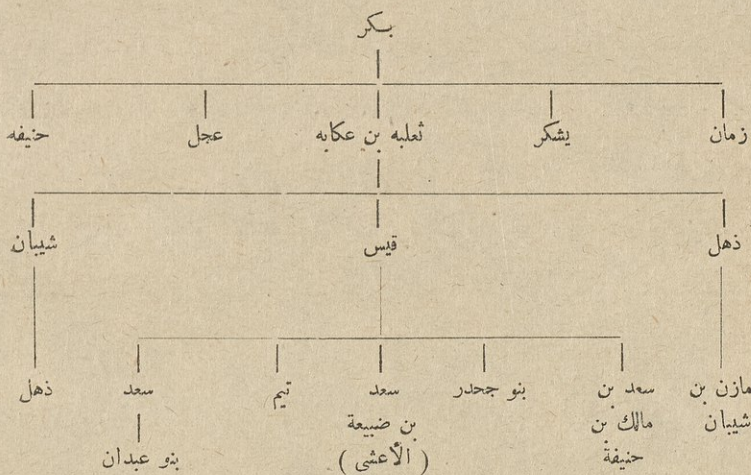 بكر
زمان
يشكر
ثعلبه بن عكابه
عجل
حنيفه
ذهل
قيس
شيبان
مازن بن
شيبان
سعد بن
مالك بن
حنيفة
بنو جحدر
سعد
بن ضبيعة
( الأعشى )
تيم
سعد
بنو عبدان
ذهل